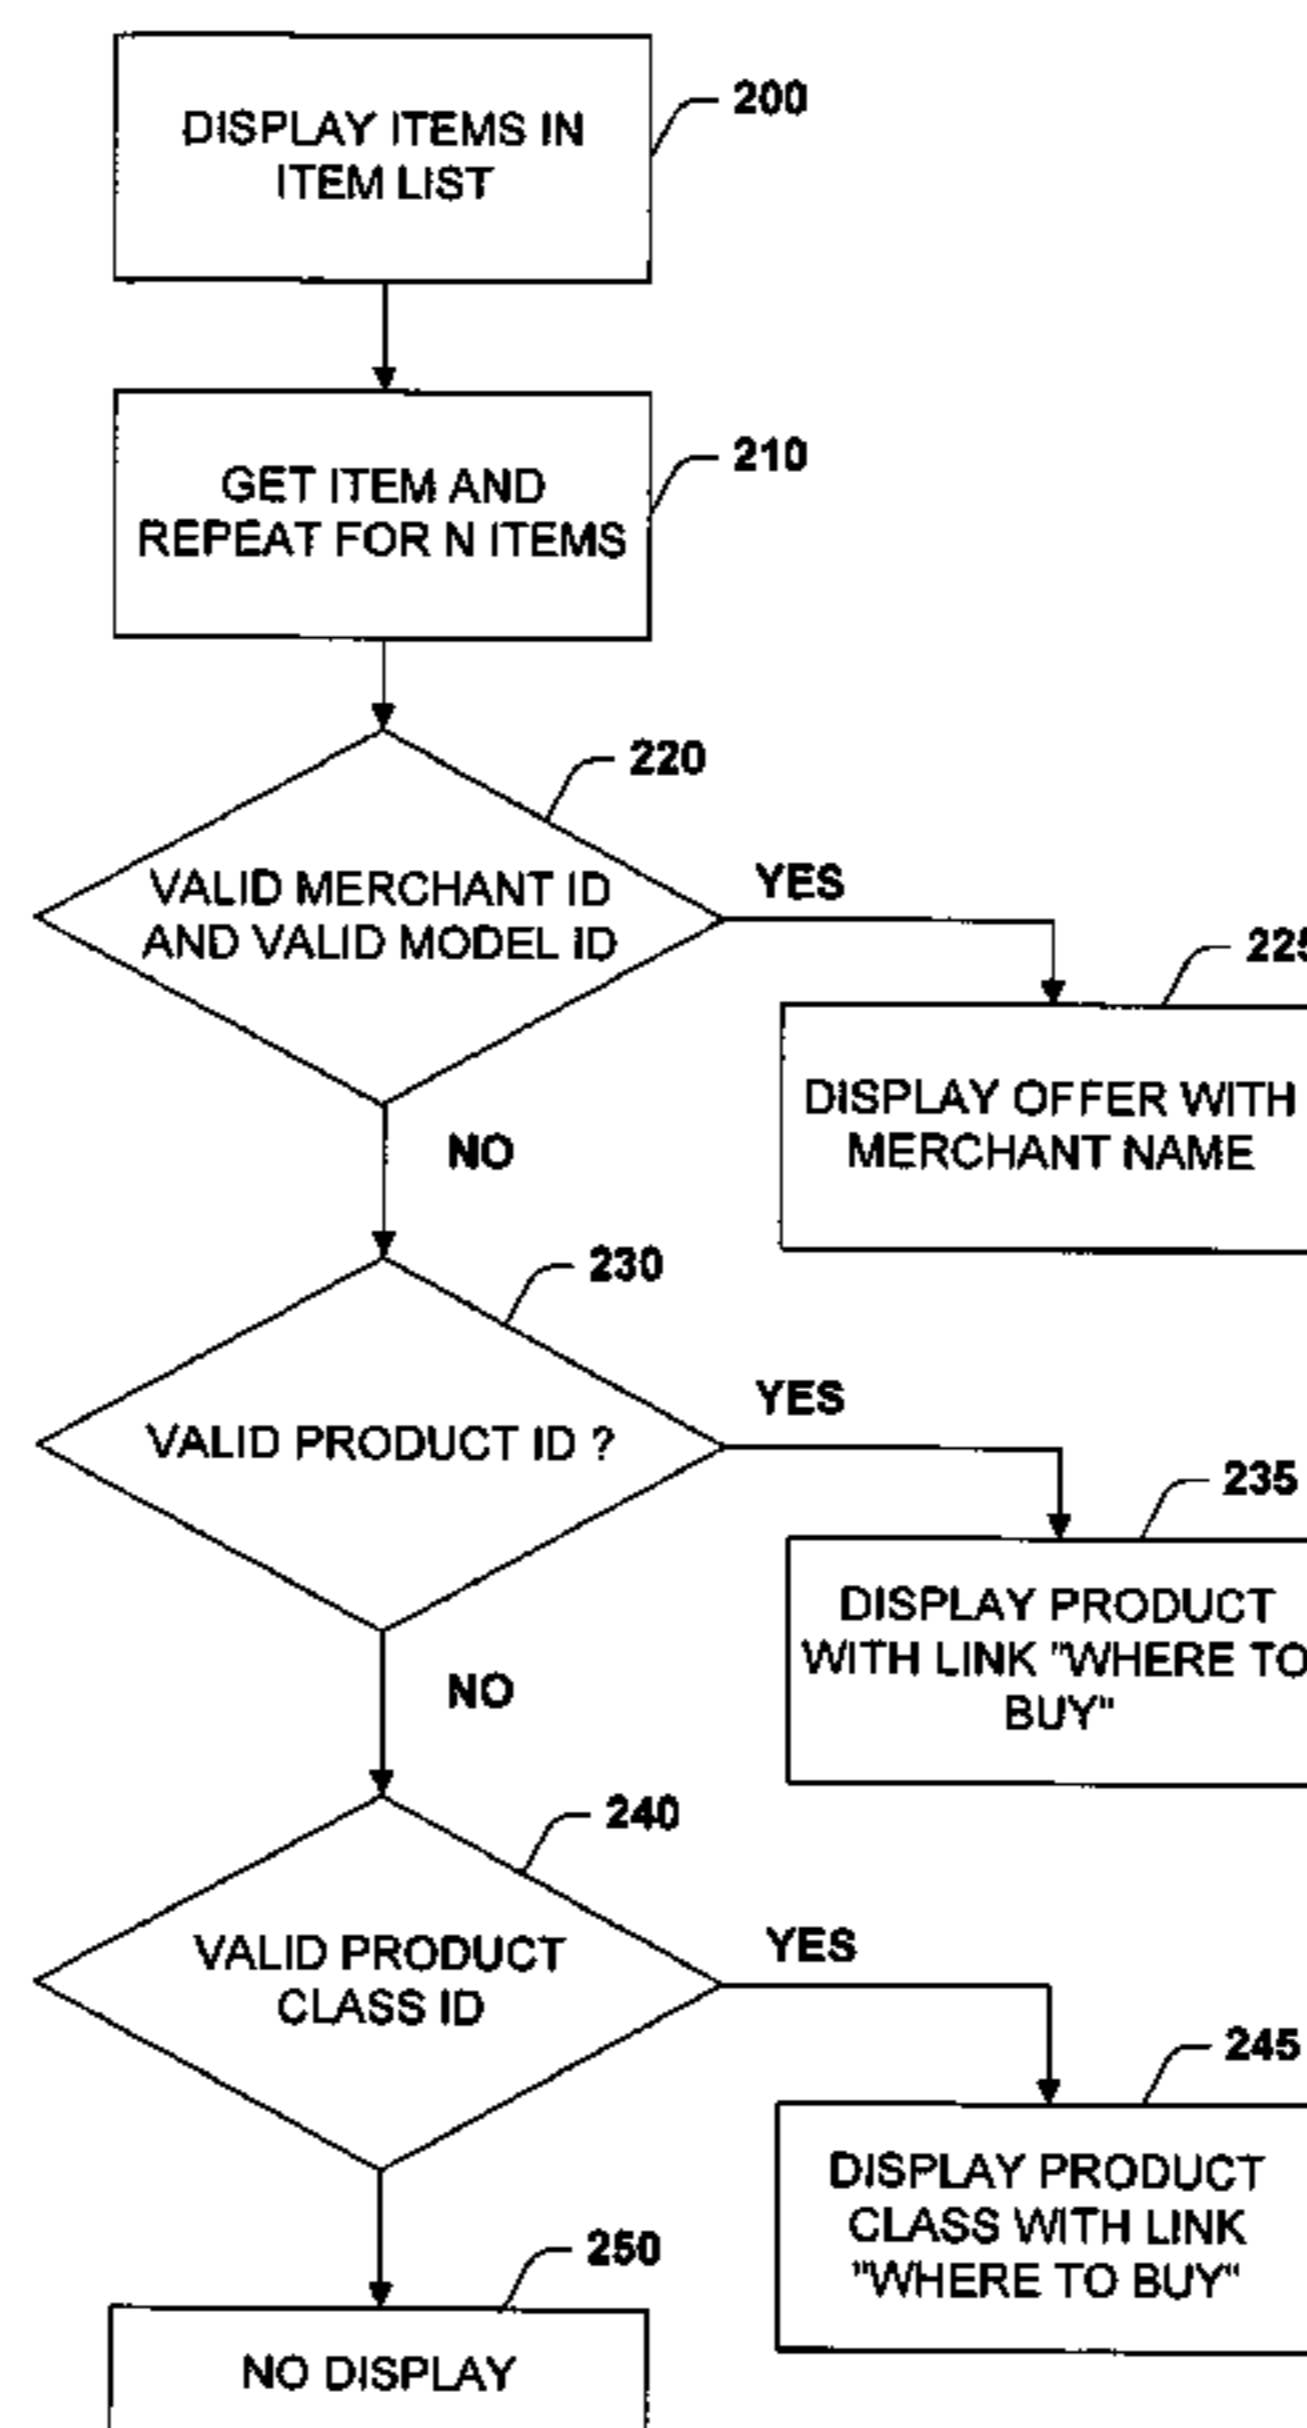 200
DISPLAY ITEMS IN
ITEM LIST
210
GET ITEM AND
REPEAT FOR N ITEMS
220
VALID MERCHANT ID
AND VALID MODEL ID
YES
225
DISPLAY OFFER WITH
MERCHANT NAME
NO
230
VALID PRODUCT ID ?
YES
235
DISPLAY PRODUCT
WITH LINK "WHERE TO
BUY"
NO
240
VALID PRODUCT
CLASS ID
YES
245
DISPLAY PRODUCT
CLASS WITH LINK
"WHERE TO BUY"
250
NO DISPLAY